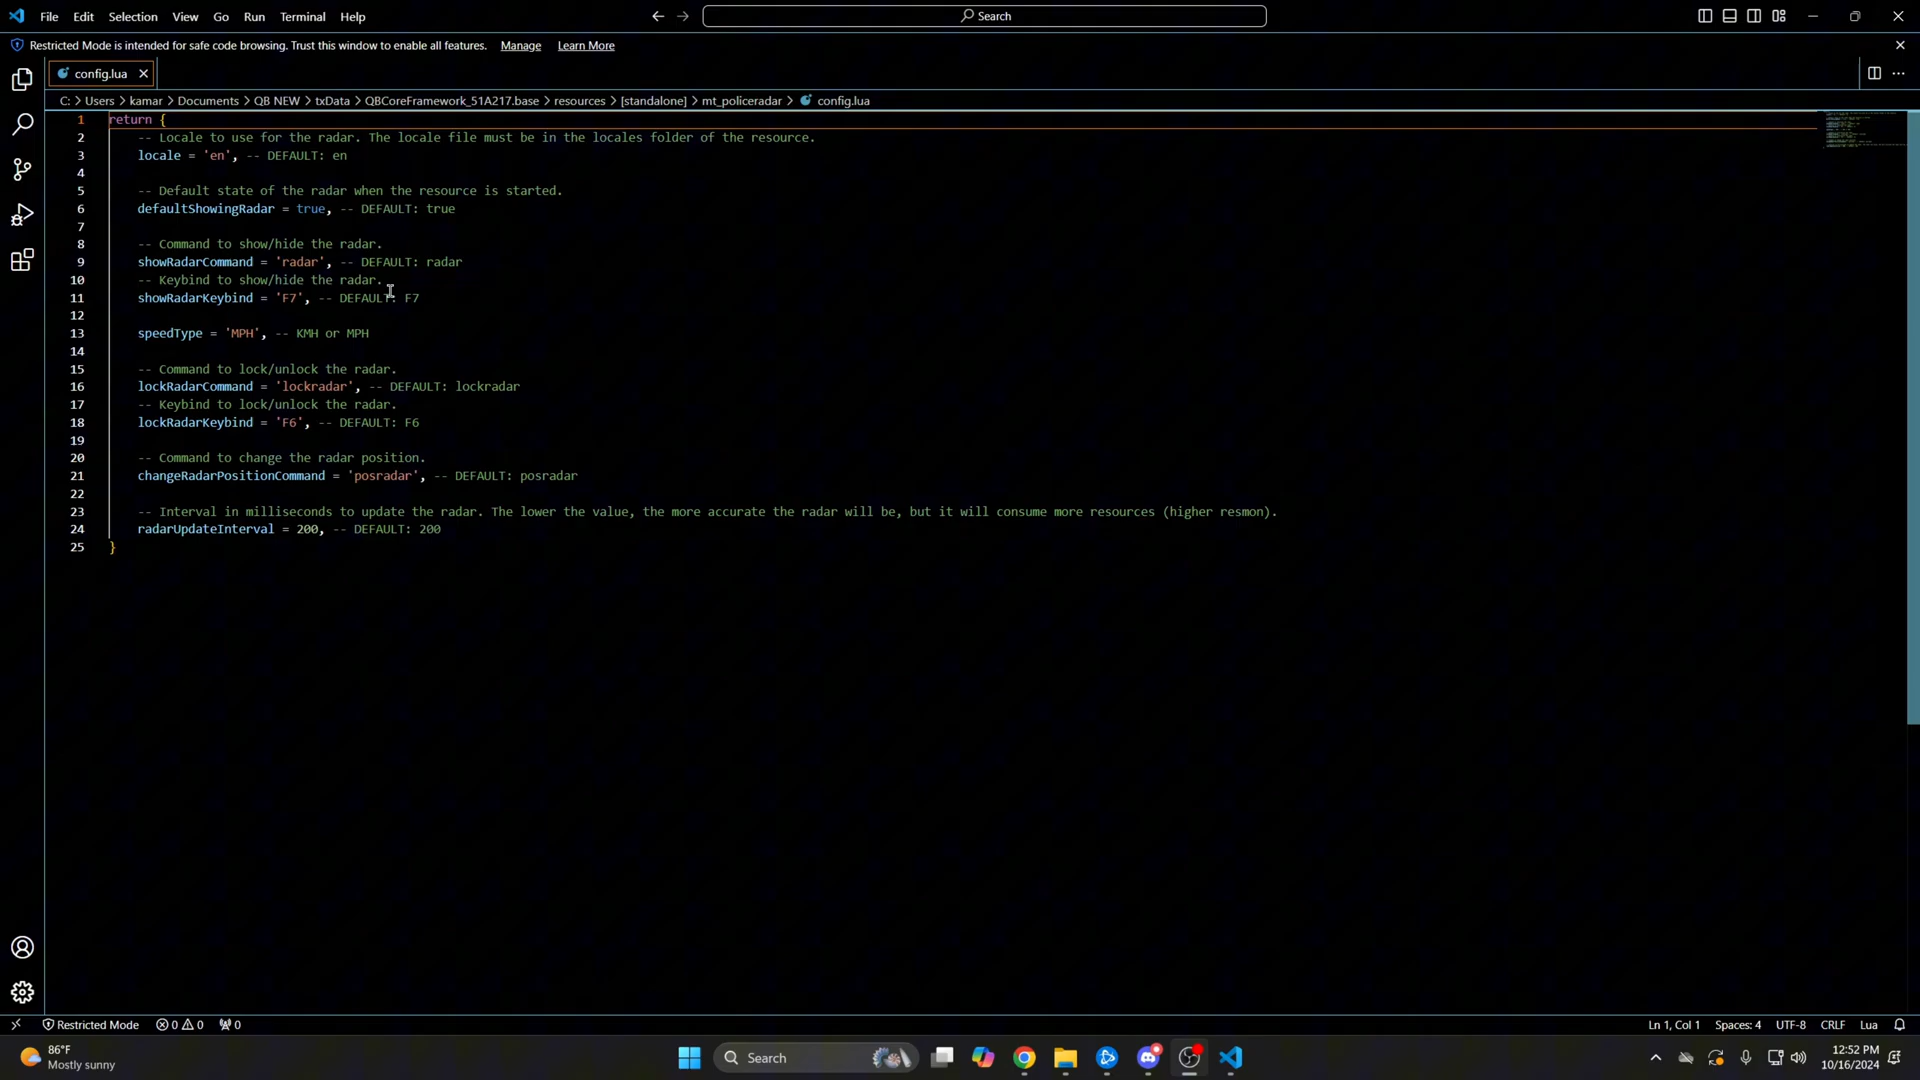 File Edit Selection View Go Run Terminal Help Search
Restricted Mode is intended for safe code browsing. Trust this window to enable all features. Manage Learn More
config.lua
C: > Users > kamar > Documents > QB NEW > txData > QBCoreFramework_51A217.base > resources > [standalone] > mt_policeradar > config.lua
1 return {
2 -- Locale to use for the radar. The locale file must be in the locales folder of the resource.
3 locale = 'en', -- DEFAULT: en
4
5 -- Default state of the radar when the resource is started.
6 defaultShowingRadar = true, -- DEFAULT: true
7
8 -- Command to show/hide the radar.
9 showRadarCommand = 'radar', -- DEFAULT: radar
10 -- Keybind to show/hide the radar.
11 showRadarKeybind = 'F7', -- DEFAULT: F7
12
13 speedType = 'MPH', -- KMH or MPH
14
15 -- Command to lock/unlock the radar.
16 lockRadarCommand = 'lockradar', -- DEFAULT: lockradar
17 -- Keybind to lock/unlock the radar.
18 lockRadarKeybind = 'F6', -- DEFAULT: F6
19
20 -- Command to change the radar position.
21 changeRadarPositionCommand = 'posradar', -- DEFAULT: posradar
22
23 -- Interval in milliseconds to update the radar. The lower the value, the more accurate the radar will be, but it will consume more resources (higher resmon).
24 radarUpdateInterval = 200, -- DEFAULT: 200
25 }
Restricted Mode 0 0 0 Ln 1, Col 1 Spaces: 4 UTF-8 CRLF Lua
86°F
Mostly sunny
Search
12:52 PM
10/16/2024